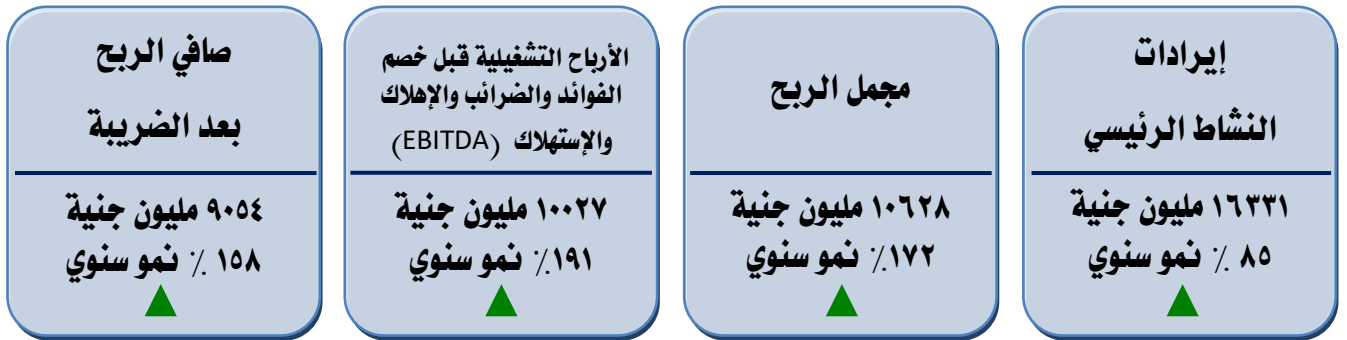 إيرادات
النشاط الرئيسي
١٦٣٣١ مليون جنية
٨٥ ٪ نمو سنوي
مجمل الربح
١٠٦٢٨ مليون جنية
١٧٢٪ نمو سنوي
الأرباح التشغيلية قبل خصم
الفوائد والضرائب والإهلاك
والإستهلاك (EBITDA)
١٠٠٢٧ مليون جنية
١٩١٪ نمو سنوي
صافي الربح
بعد الضريبة
٩٠٥٤ مليون جنية
١٥٨ ٪ نمو سنوي